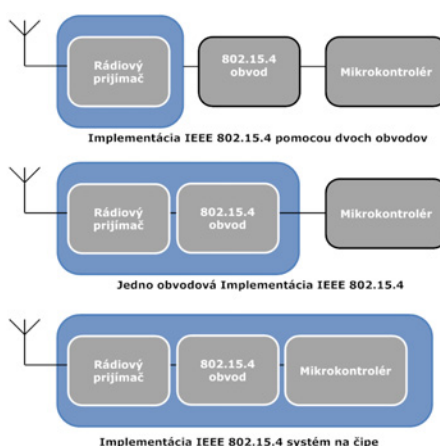 Rádiový
prijímač
802.15.4
obvod
Mikrokontrolér
Implementácia IEEE 802.15.4 pomocou dvoch obvodov
Rádiový
prijímač
802.15.4
obvod
Mikrokontrolér
Jedno obvodová Implementácia IEEE 802.15.4
Rádiový
prijímač
802.15.4
obvod
Mikrokontrolér
Implementácia IEEE 802.15.4 systém na čipe